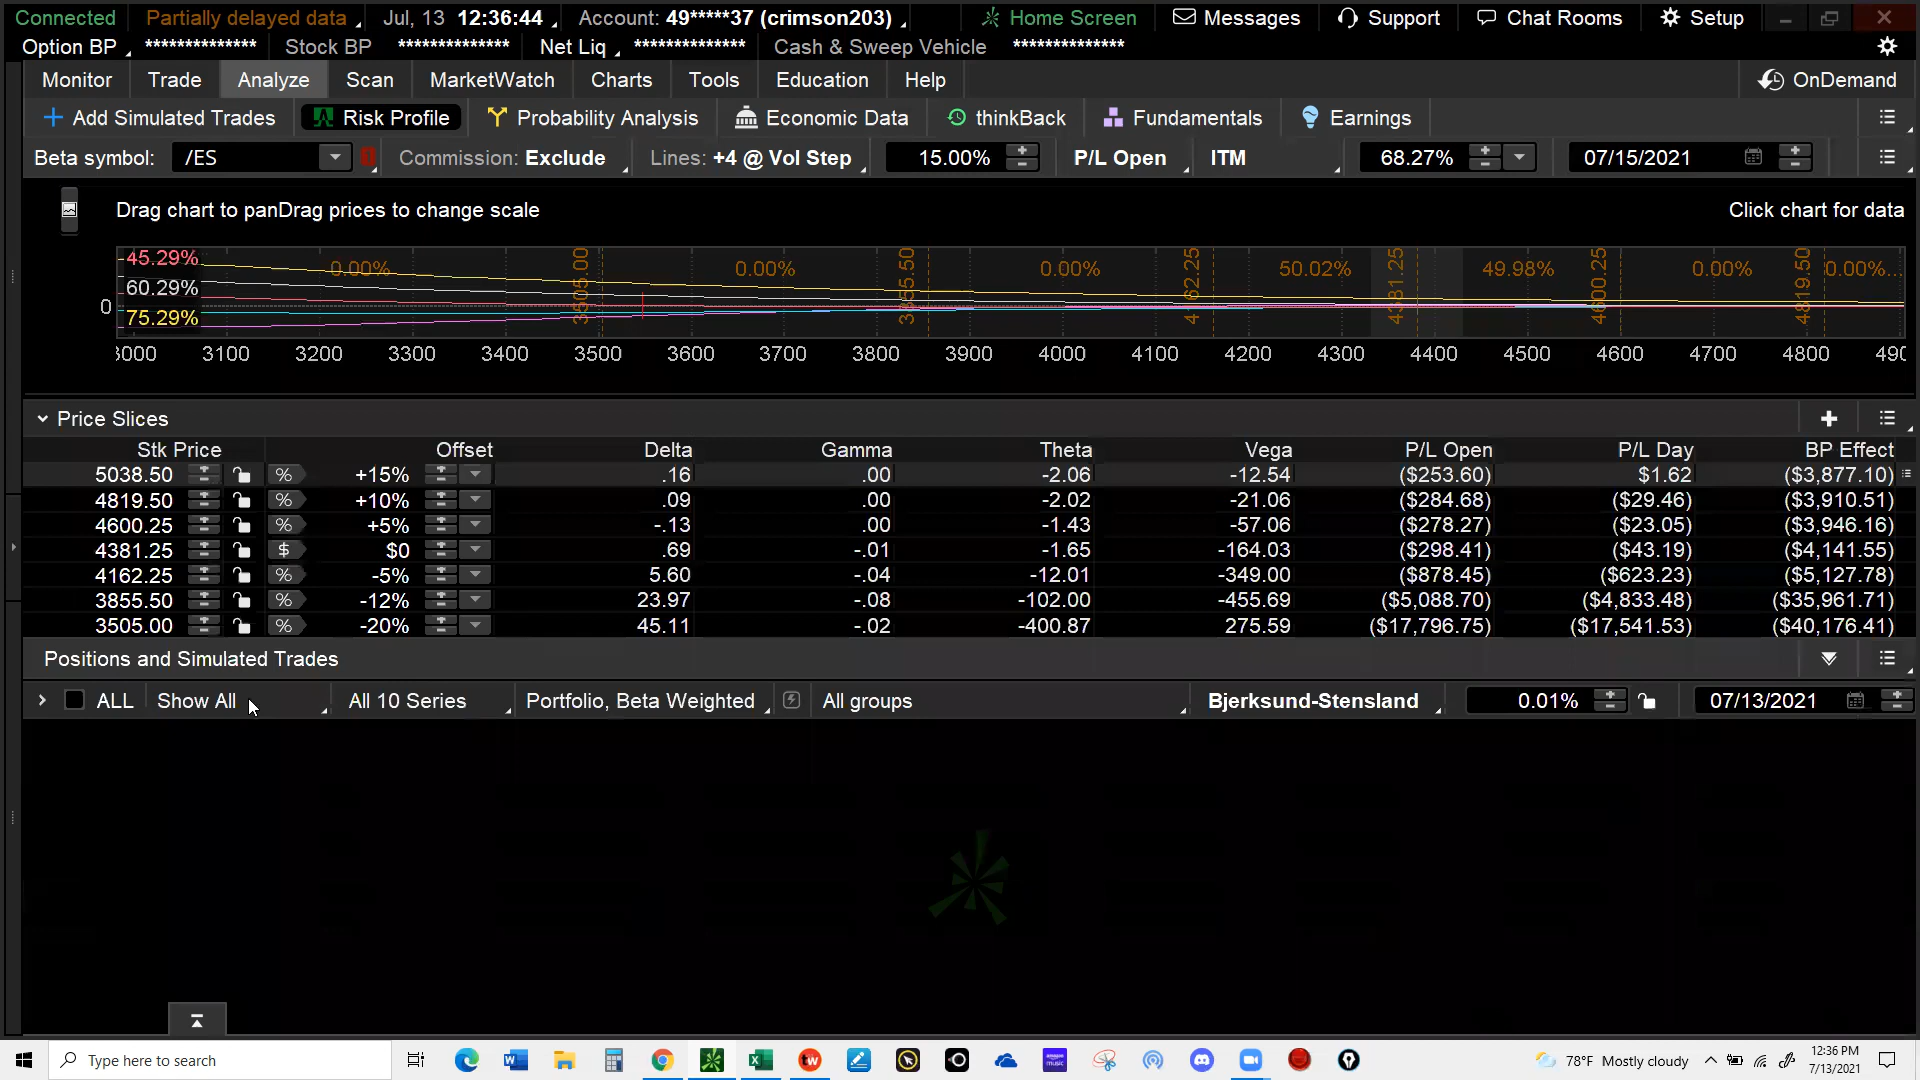 Connected Partially delayed data Jul, 13 12:36:44 Account: 49*****37 (crimson203) Home Screen Messages Support Chat Rooms Setup
Option BP ************** Stock BP ************** Net Liq ************** Cash & Sweep Vehicle **************
Monitor Trade Analyze Scan MarketWatch Charts Tools Education Help OnDemand
Add Simulated Trades Risk Profile Probability Analysis Economic Data thinkBack Fundamentals Earnings
Beta symbol: /ES Commission: Exclude Lines: +4 @ Vol Step 15.00% P/L Open ITM 68.27% 07/15/2021
Drag chart to panDrag prices to change scale Click chart for data
45.29% 0.00% 3505.00 0.00% 3855.50 0.00% 4162.25 50.02% 4381.25 49.98% 4600.25 0.00% 4819.50 0.00%...
60.29%
0
75.29%
3000 3100 3200 3300 3400 3500 3600 3700 3800 3900 4000 4100 4200 4300 4400 4500 4600 4700 4800 490
Price Slices
Stk Price Offset Delta Gamma Theta Vega P/L Open P/L Day BP Effect
5038.50 % +15% .16 .00 -2.06 -12.54 ($253.60) $1.62 ($3,877.10)
4819.50 % +10% .09 .00 -2.02 -21.06 ($284.68) ($29.46) ($3,910.51)
4600.25 % +5% -.13 .00 -1.43 -57.06 ($278.27) ($23.05) ($3,946.16)
4381.25 $ $0 .69 -.01 -1.65 -164.03 ($298.41) ($43.19) ($4,141.55)
4162.25 % -5% 5.60 -.04 -12.01 -349.00 ($878.45) ($623.23) ($5,127.78)
3855.50 % -12% 23.97 -.08 -102.00 -455.69 ($5,088.70) ($4,833.48) ($35,961.71)
3505.00 % -20% 45.11 -.02 -400.87 275.59 ($17,796.75) ($17,541.53) ($40,176.41)
Positions and Simulated Trades
ALL Show All All 10 Series Portfolio, Beta Weighted All groups Bjerksund-Stensland 0.01% 07/13/2021
Type here to search 78°F Mostly cloudy 12:36 PM
7/13/2021